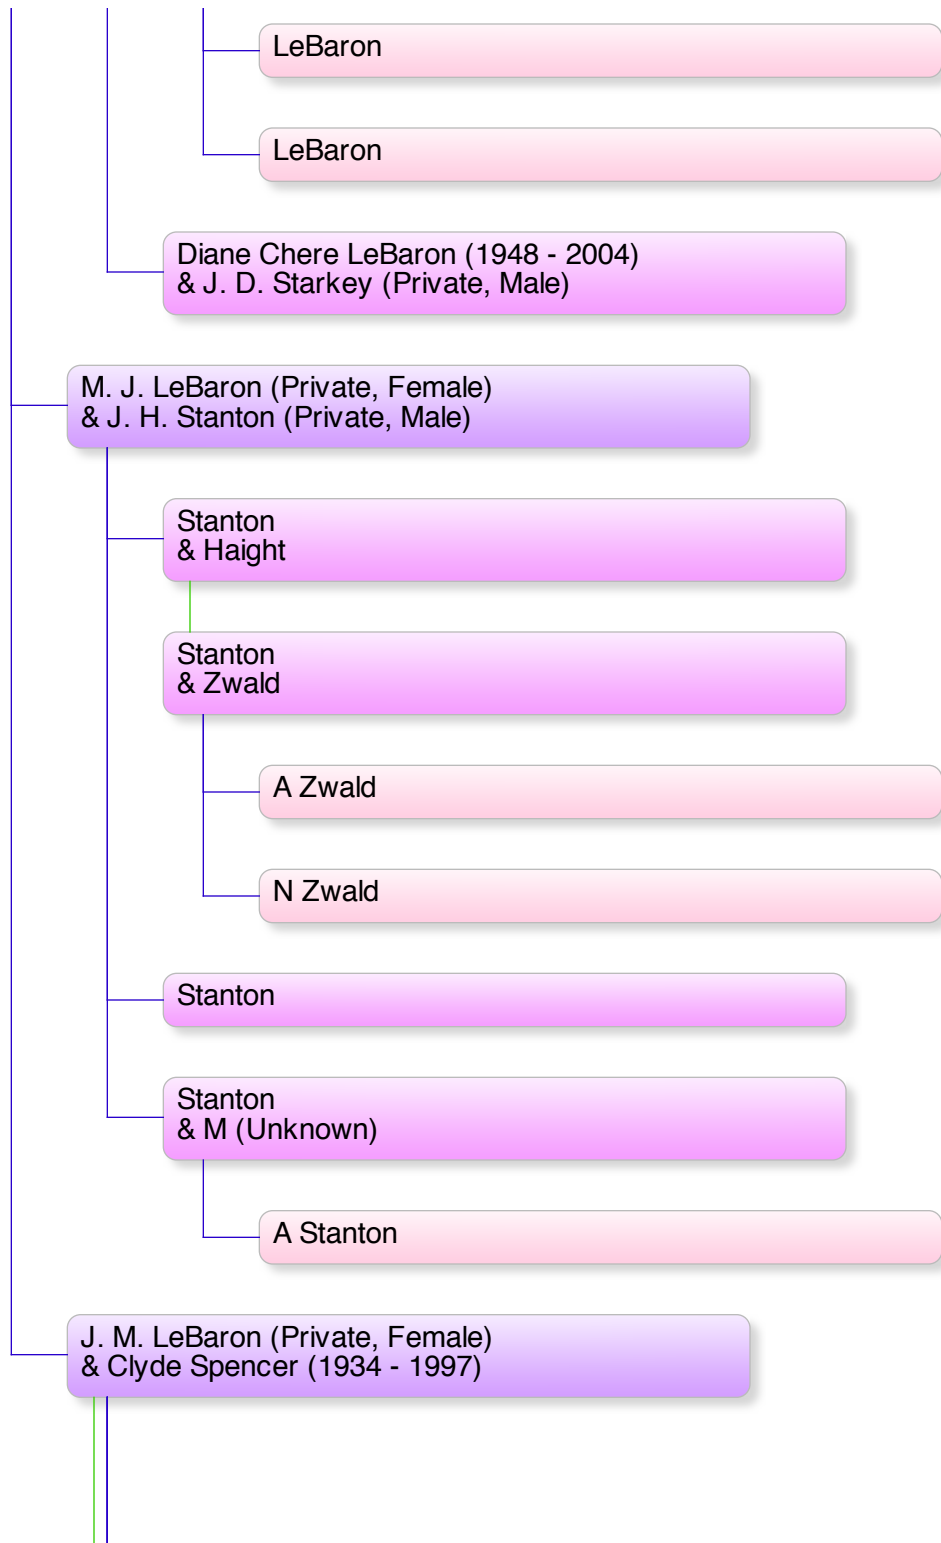 LeBaron
LeBaron
Diane Chere LeBaron (1948 - 2004)
& J. D. Starkey (Private, Male)
M. J. LeBaron (Private, Female)
& J. H. Stanton (Private, Male)
Stanton
& Haight
Stanton
& Zwald
A Zwald
N Zwald
Stanton
Stanton
& M (Unknown)
A Stanton
J. M. LeBaron (Private, Female)
& Clyde Spencer (1934 - 1997)